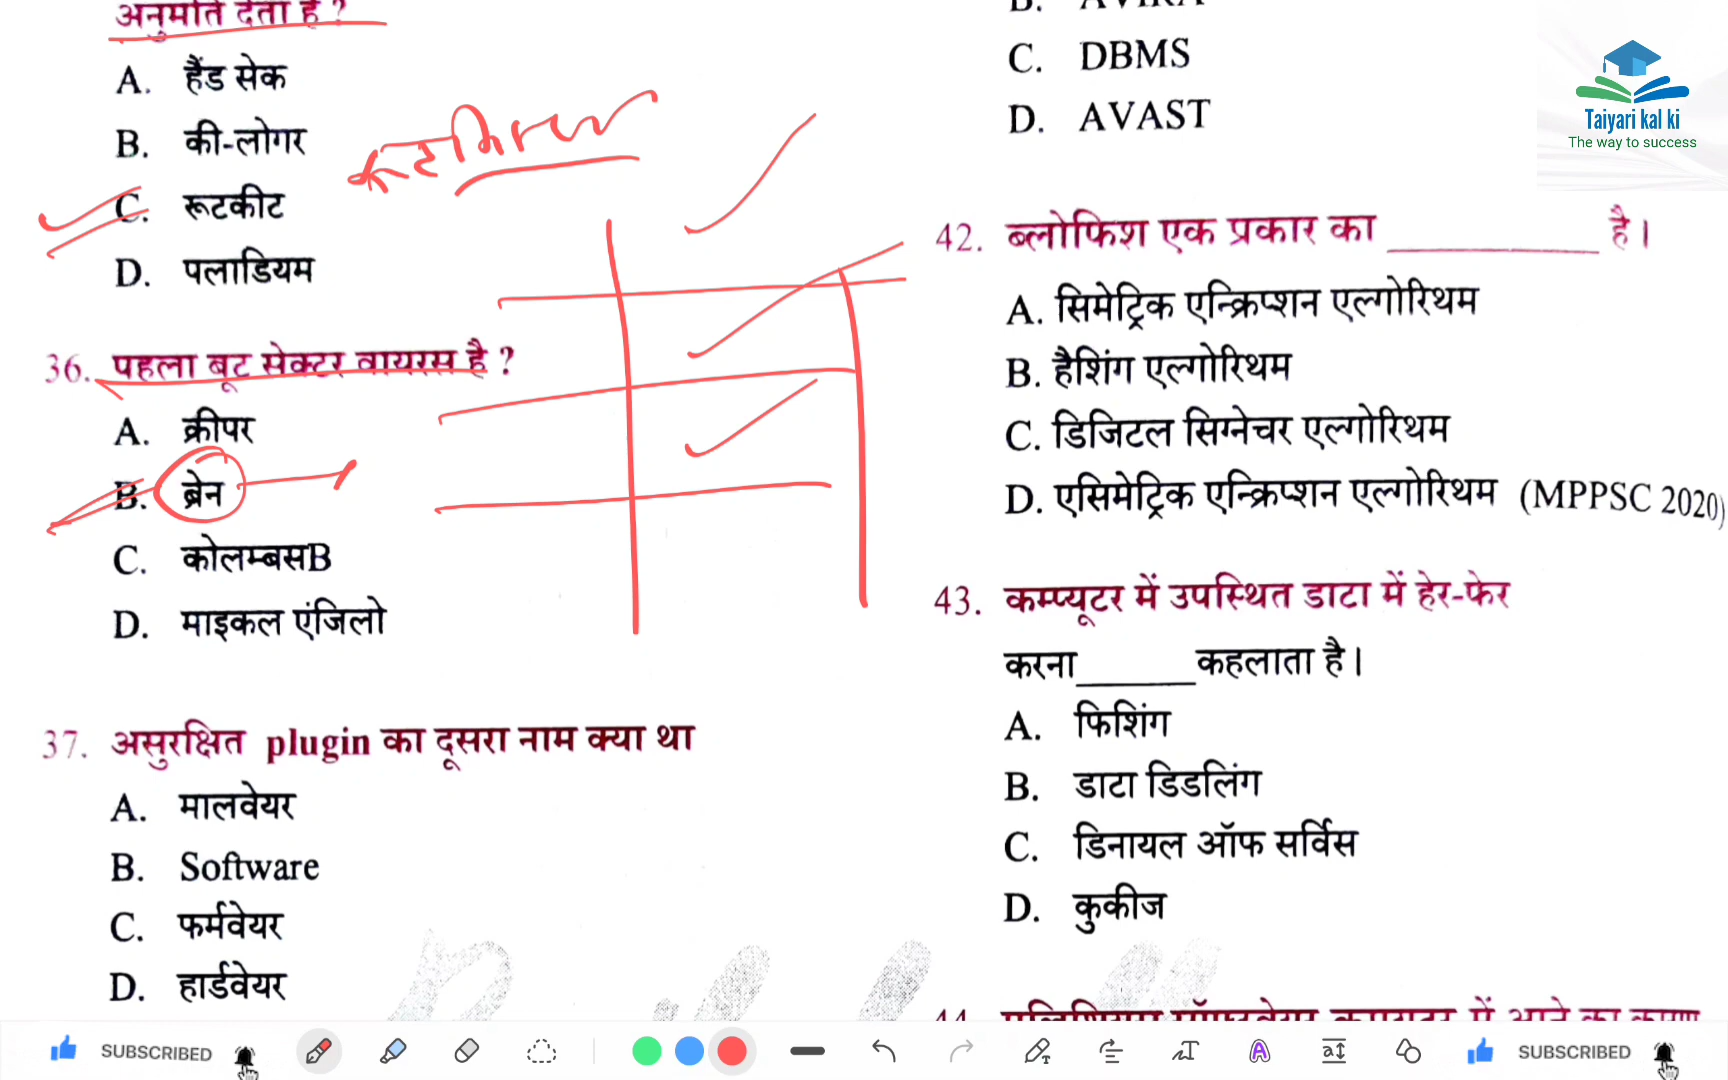 अनुमति देता है ?
A. हैंड सेक
B. की-लोगर
C. रूटकीट
D. पलाडियम
36. पहला बूट सेक्टर वायरस है ?
A. क्रीपर
B. ब्रेन
C. कोलम्बसB
D. माइकल एंजिलो
37. असुरक्षित plugin का दूसरा नाम क्या था
A. मालवेयर
B. Software
C. फर्मवेयर
D. हार्डवेयर
C. DBMS
D. AVAST
Taiyari kal ki
The way to success
42. ब्लोफिश एक प्रकार का ____________ है।
A. सिमेट्रिक एन्क्रिप्शन एल्गोरिथम
B. हैशिंग एल्गोरिथम
C. डिजिटल सिग्नेचर एल्गोरिथम
D. एसिमेट्रिक एन्क्रिप्शन एल्गोरिथम (MPPSC 2020)
43. कम्प्यूटर में उपस्थित डाटा में हेर-फेर
करना______कहलाता है।
A. फिशिंग
B. डाटा डिडलिंग
C. डिनायल ऑफ सर्विस
D. कुकीज
SUBSCRIBED
SUBSCRIBED